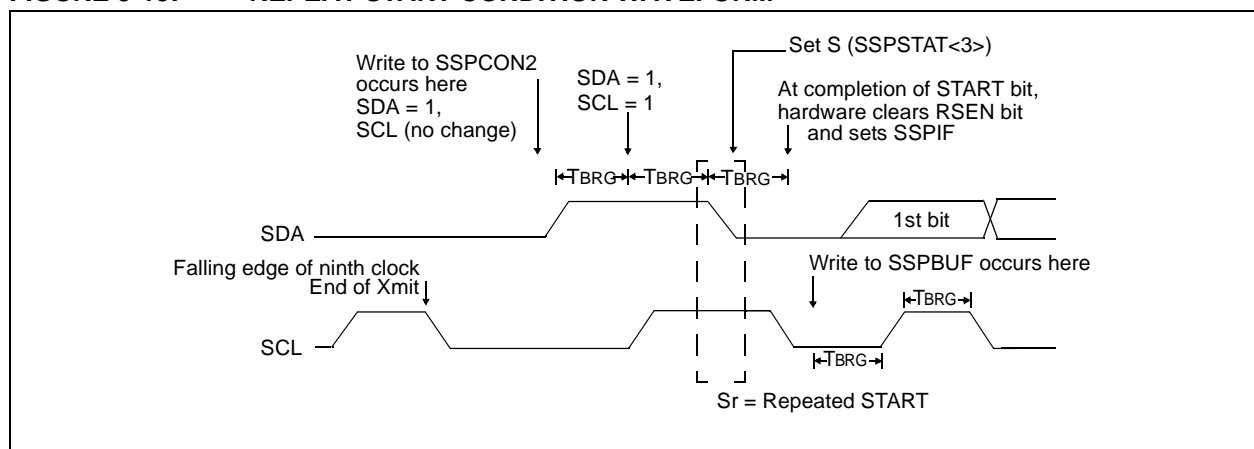 Set S (SSPSTAT<3>)
Write to SSPCON2
occurs here
SDA = 1,
SCL (no change)
SDA = 1,
SCL = 1
At completion of START bit,
hardware clears RSEN bit
and sets SSPIF
TBRG TBRG TBRG
SDA
1st bit
Falling edge of ninth clock
End of Xmit
Write to SSPBUF occurs here
TBRG
SCL
TBRG
Sr = Repeated START